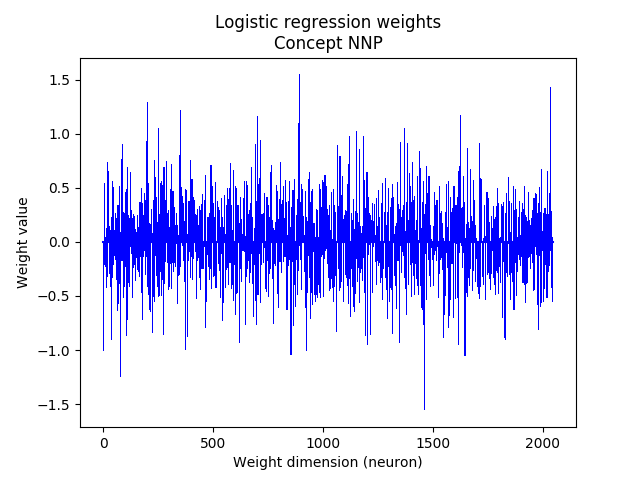 Logistic regression weights
Concept NNP
1.5
1.0
0.5
0.0
−0.5
−1.0
−1.5
Weight value
0 500 1000 1500 2000
Weight dimension (neuron)